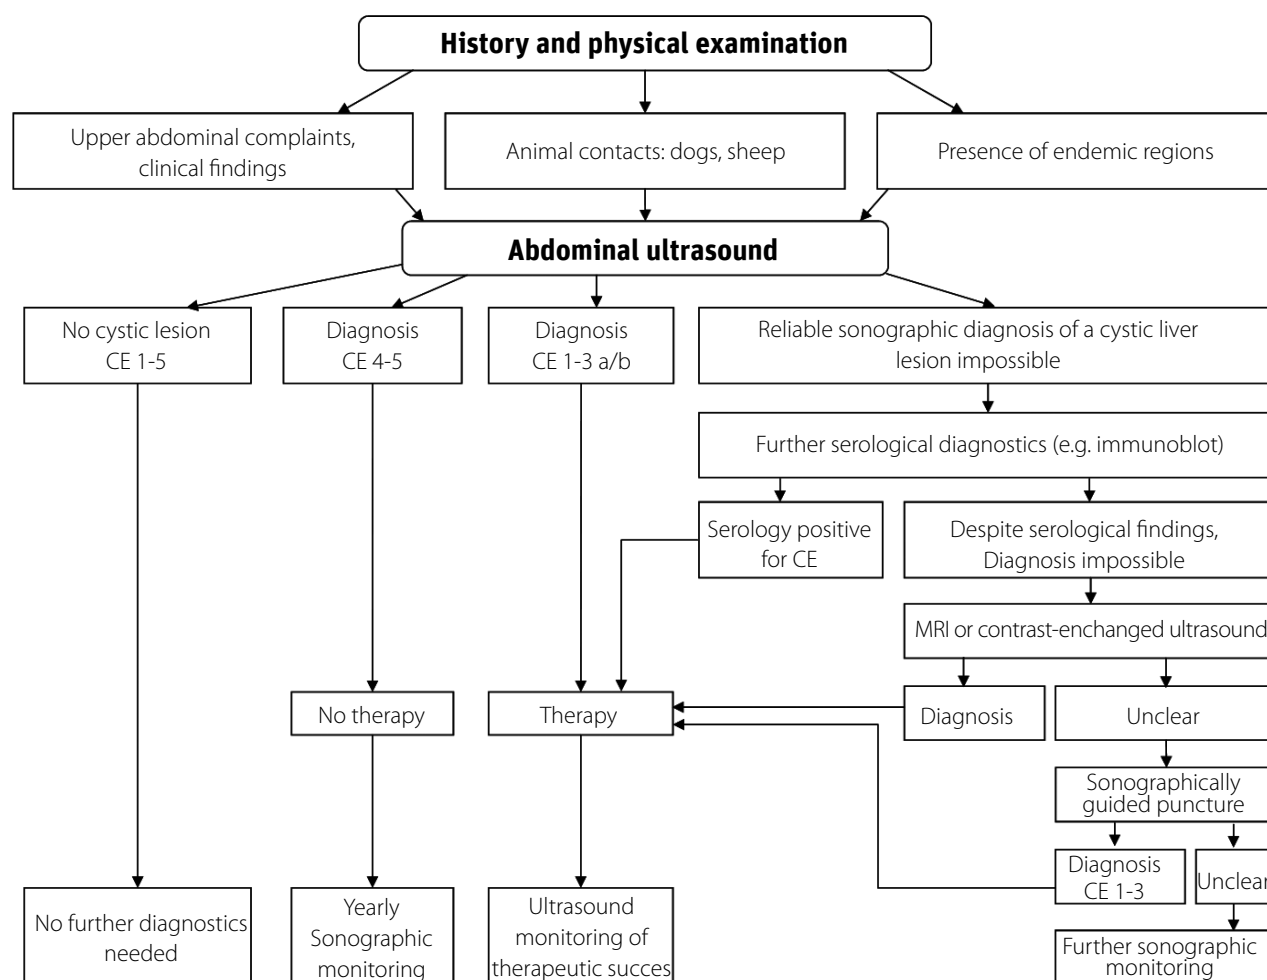 History and physical examination
Upper abdominal complaints,
clinical findings
Animal contacts: dogs, sheep
Presence of endemic regions
Abdominal ultrasound
No cystic lesion
CE 1-5
Diagnosis
CE 4-5
Diagnosis
CE 1-3 a/b
Reliable sonographic diagnosis of a cystic liver
lesion impossible
Further serological diagnostics (e.g. immunoblot)
Serology positive
for CE
Despite serological findings,
Diagnosis impossible
MRI or contrast-enchanged ultrasound
No therapy
Therapy
Diagnosis
Unclear
Sonographically
guided puncture
Diagnosis
CE 1-3
Unclear
No further diagnostics
needed
Yearly
Sonographic
monitoring
Ultrasound
monitoring of
therapeutic succes
Further sonographic
monitoring